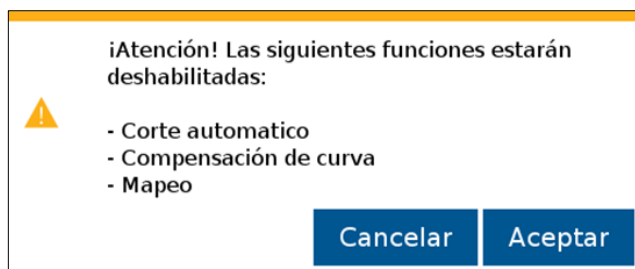 ¡Atención! Las siguientes funciones estarán
deshabilitadas:
- Corte automatico
- Compensación de curva
- Mapeo
Cancelar Aceptar